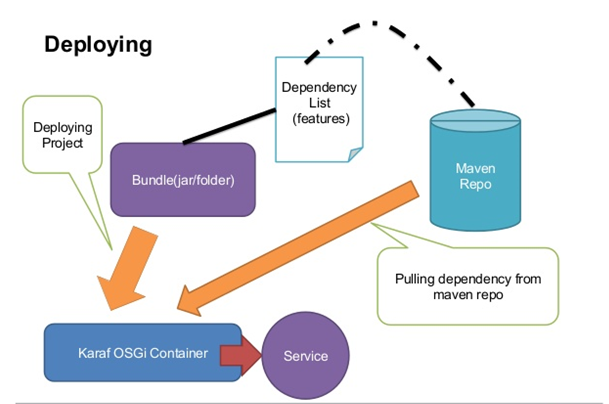 Deploying
Dependency
List
(features)
Deploying
Project
Bundle(jar/folder)
Maven
Repo
Pulling dependency from
maven repo
Karaf OSGi Container
Service